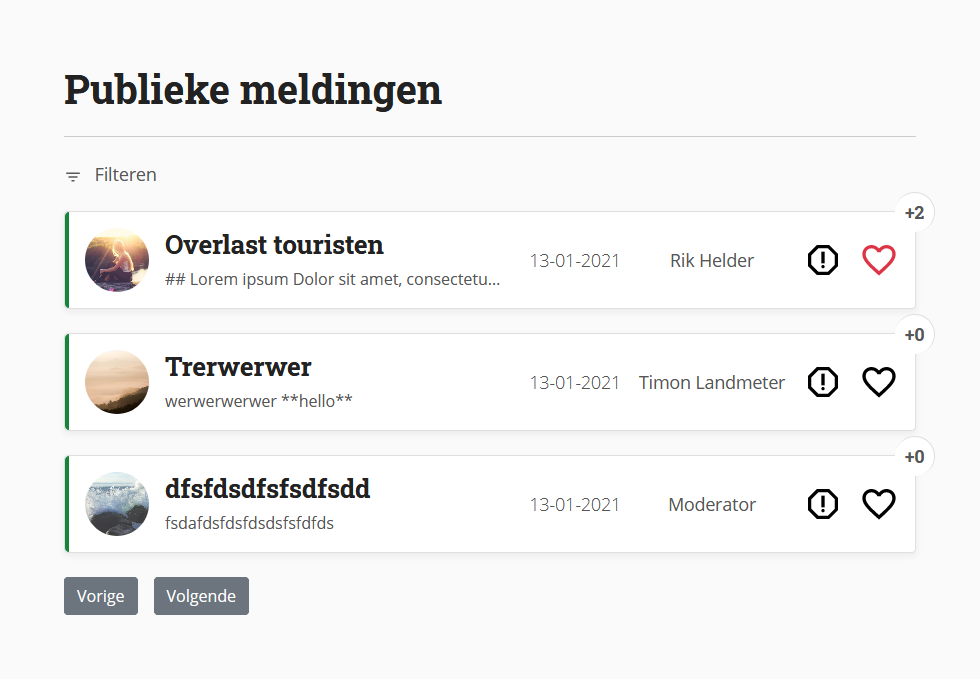 Publieke meldingen
Filteren
+2
Overlast touristen
## Lorem ipsum Dolor sit amet, consectetu...
13-01-2021
Rik Helder
+0
Trerwerwer
werwerwerwer **hello**
13-01-2021
Timon Landmeter
+0
dfsfdsdfsfsdfsdd
fsdafdsfdsfdsdsfsfdfds
13-01-2021
Moderator
Vorige
Volgende